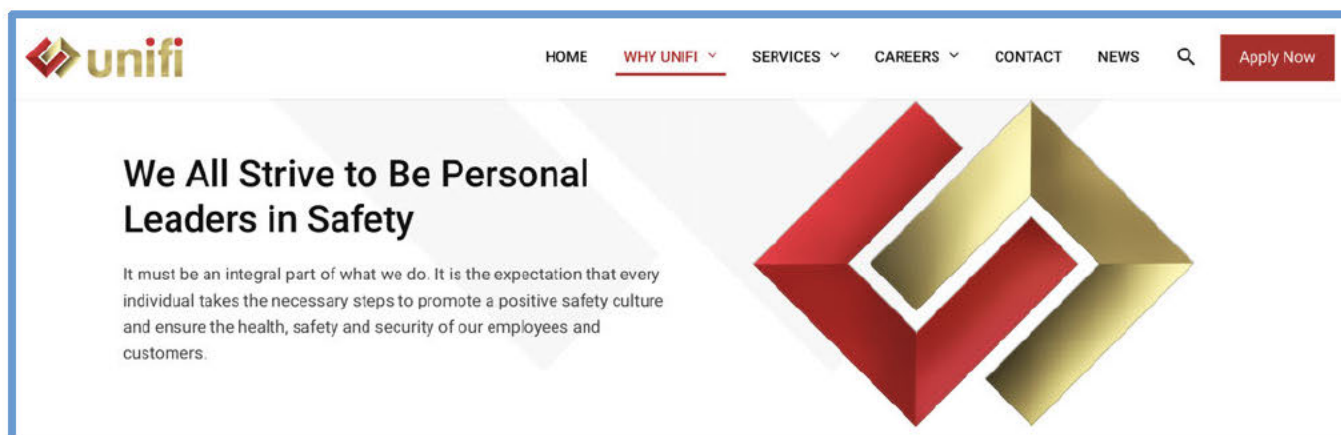 unifi
HOME WHY UNIFI SERVICES CAREERS CONTACT NEWS Apply Now
We All Strive to Be Personal
Leaders in Safety
It must be an integral part of what we do. It is the expectation that every
individual takes the necessary steps to promote a positive safety culture
and ensure the health, safety and security of our employees and
customers.